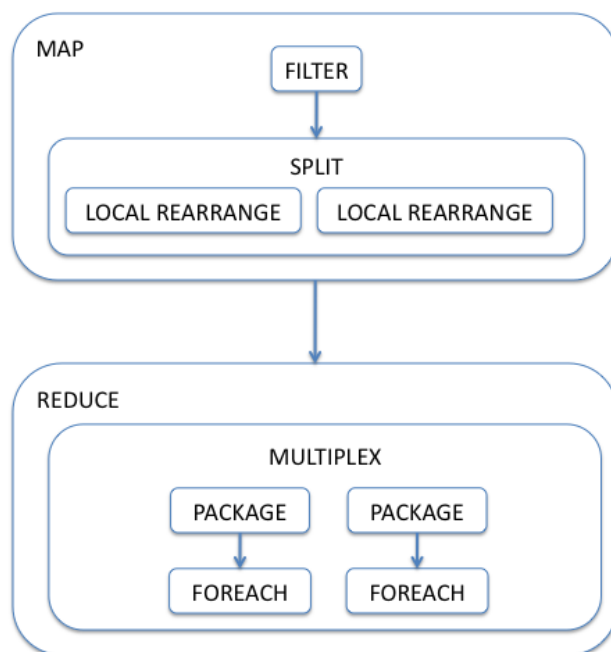 MAP
FILTER
SPLIT
LOCAL REARRANGE LOCAL REARRANGE
REDUCE
MULTIPLEX
PACKAGE PACKAGE
FOREACH FOREACH